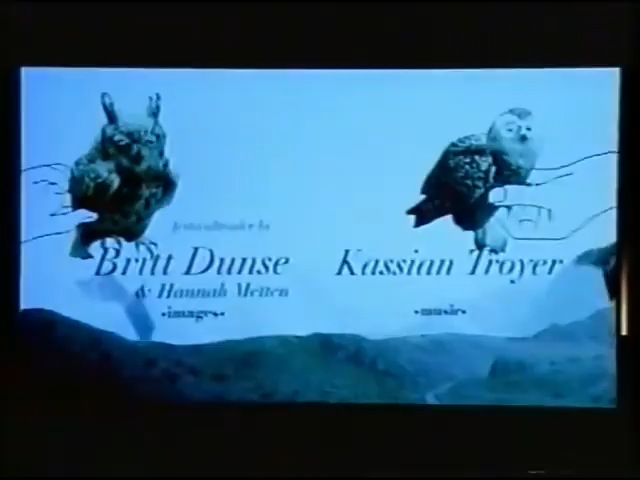 Britt Dunse
& Hannah Metten
•images•
Kassian Troyer
•music•